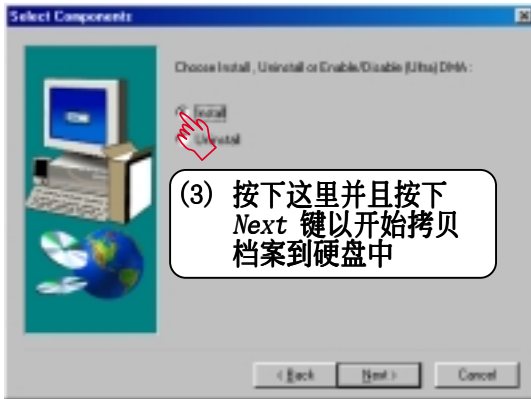 Select Components
Choose Install, Uninstall or Enable/Disable (Ultra) DMA :
Install
Uninstall
(3) 按下这里并且按下
Next 键以开始拷贝
档案到硬盘中
< Back
Next >
Cancel